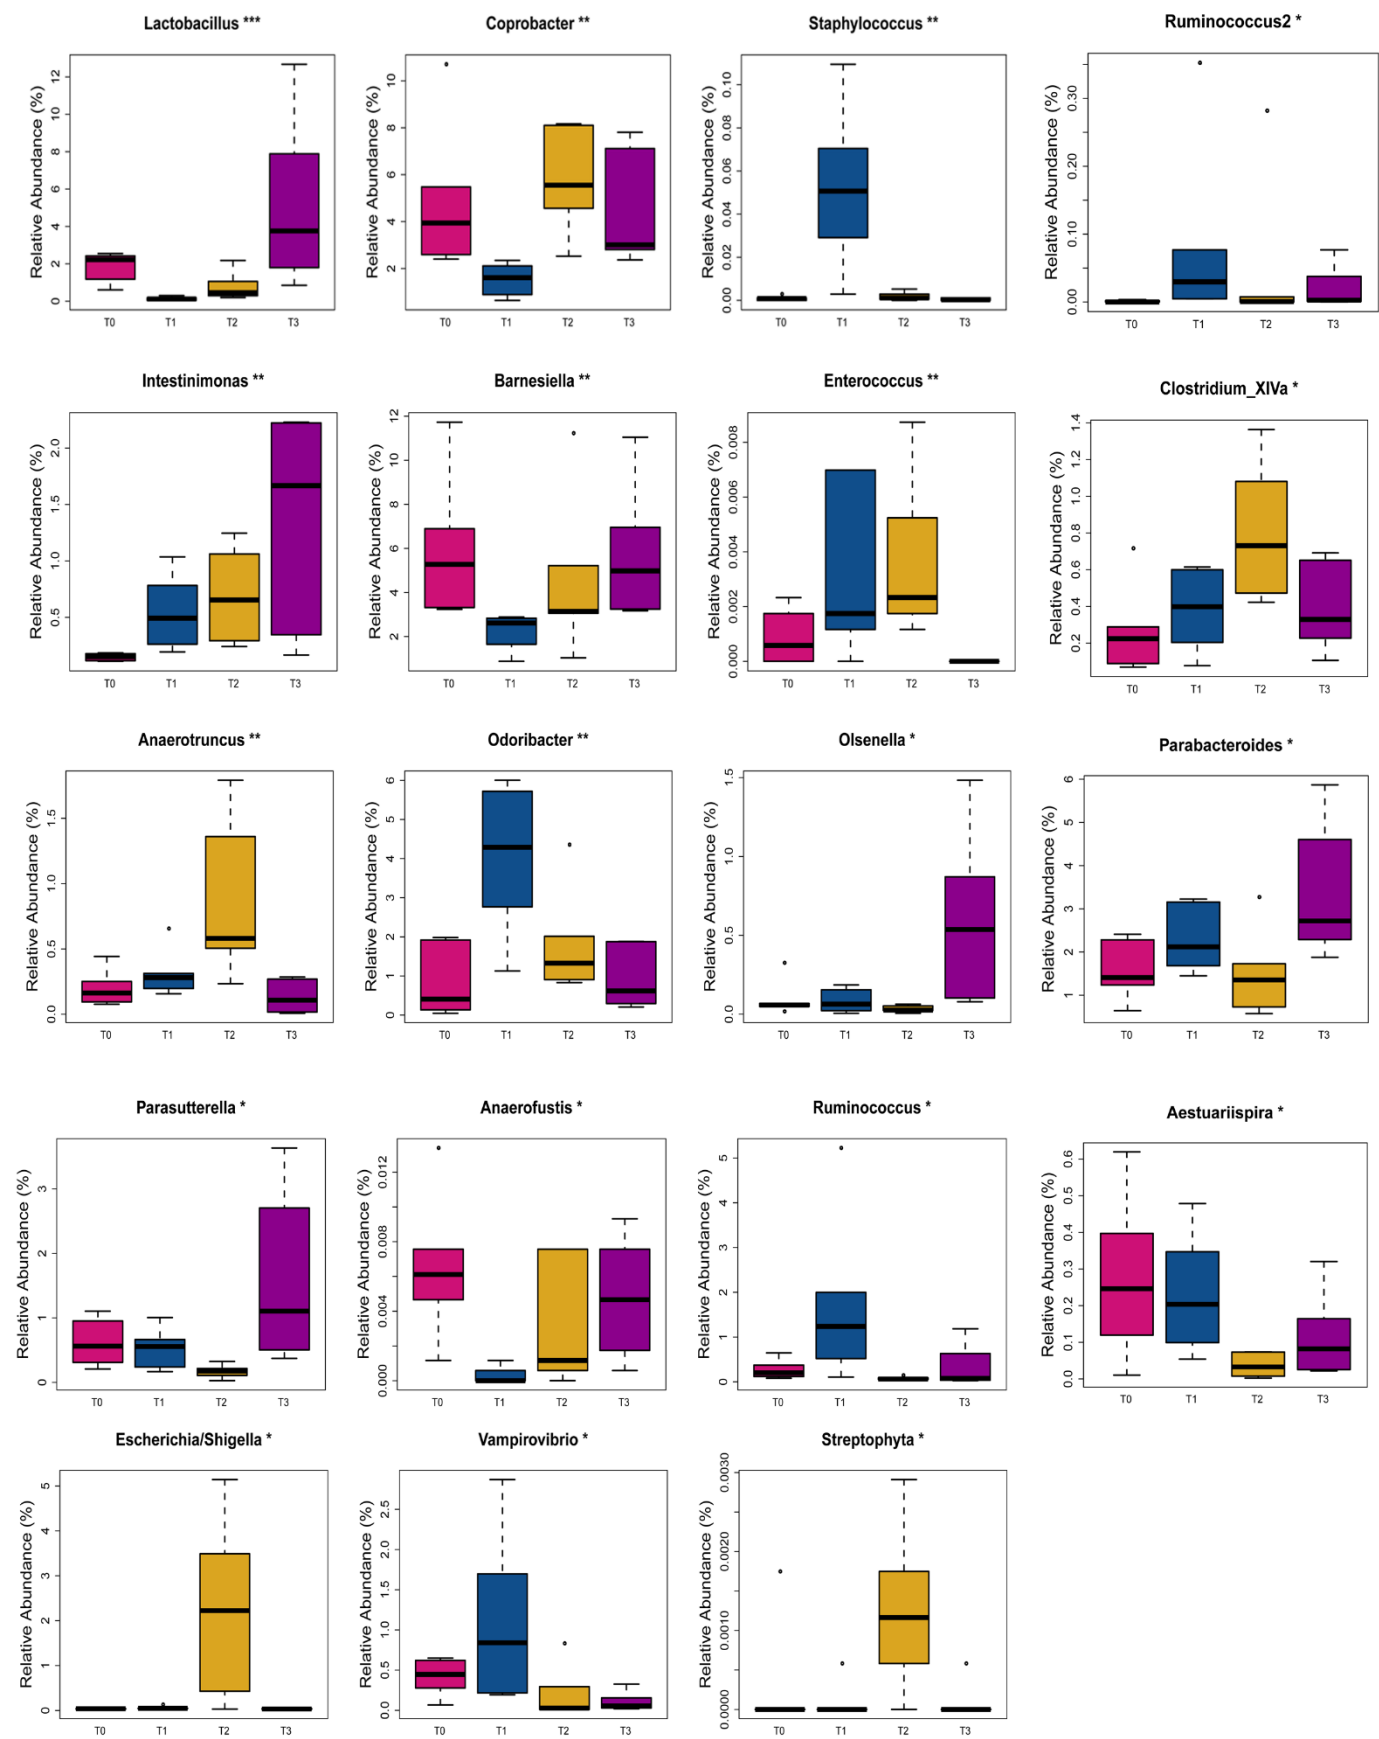 Lactobacillus ***
Relative Abundance (%)
12
10
8
6
4
2
0
T0 T1 T2 T3
Coprobacter **
Relative Abundance (%)
10
8
6
4
2
T0 T1 T2 T3
Staphylococcus **
Relative Abundance (%)
0.10
0.08
0.06
0.04
0.02
0.00
T0 T1 T2 T3
Ruminococcus2 *
Relative Abundance (%)
0.30
0.20
0.10
0.00
T0 T1 T2 T3
Intestinimonas **
Relative Abundance (%)
2.0
1.5
1.0
0.5
T0 T1 T2 T3
Barnesiella **
Relative Abundance (%)
12
10
8
6
4
2
T0 T1 T2 T3
Enterococcus **
Relative Abundance (%)
0.008
0.006
0.004
0.002
0.000
T0 T1 T2 T3
Clostridium_XIVa *
Relative Abundance (%)
1.4
1.2
1.0
0.8
0.6
0.4
0.2
T0 T1 T2 T3
Anaerotruncus **
Relative Abundance (%)
1.5
1.0
0.5
0.0
T0 T1 T2 T3
Odoribacter **
Relative Abundance (%)
6
5
4
3
2
1
0
T0 T1 T2 T3
Olsenella *
Relative Abundance (%)
1.5
1.0
0.5
0.0
T0 T1 T2 T3
Parabacteroides *
Relative Abundance (%)
6
5
4
3
2
1
T0 T1 T2 T3
Parasutterella *
Relative Abundance (%)
3
2
1
0
T0 T1 T2 T3
Anaerofustis *
Relative Abundance (%)
0.012
0.008
0.004
0.000
T0 T1 T2 T3
Ruminococcus *
Relative Abundance (%)
5
4
3
2
1
0
T0 T1 T2 T3
Aestuariispira *
Relative Abundance (%)
0.6
0.5
0.4
0.3
0.2
0.1
0.0
T0 T1 T2 T3
Escherichia/Shigella *
Relative Abundance (%)
5
4
3
2
1
0
T0 T1 T2 T3
Vampirovibrio *
Relative Abundance (%)
2.5
2.0
1.5
1.0
0.5
0.0
T0 T1 T2 T3
Streptophyta *
Relative Abundance (%)
0.0030
0.0020
0.0010
0.0000
T0 T1 T2 T3